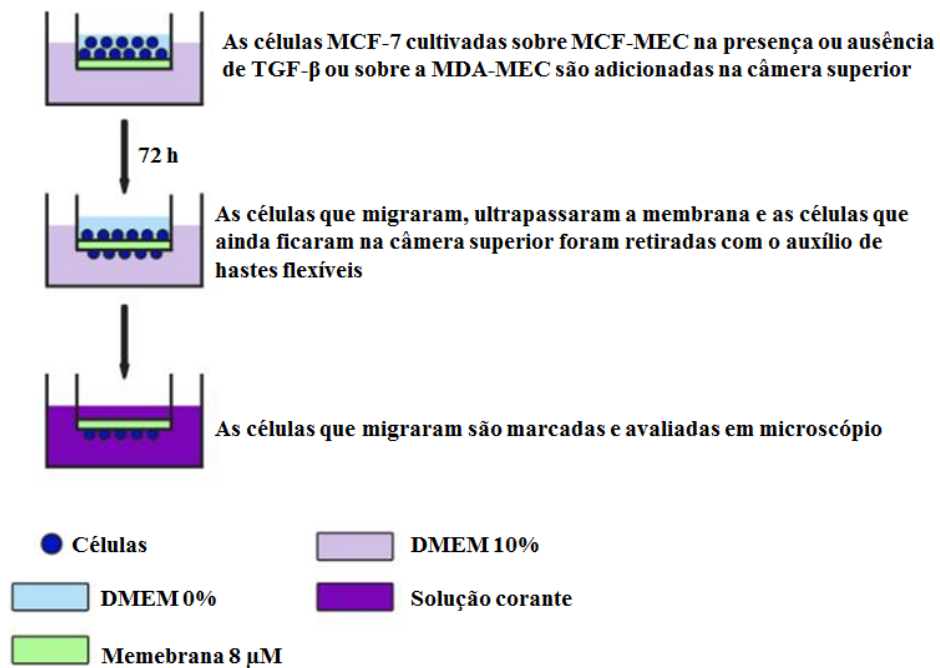 As células MCF-7 cultivadas sobre MCF-MEC na presença ou ausência
de TGF-β ou sobre a MDA-MEC são adicionadas na câmera superior
72 h
As células que migraram, ultrapassaram a membrana e as células que
ainda ficaram na câmera superior foram retiradas com o auxílio de
hastes flexíveis
As células que migraram são marcadas e avaliadas em microscópio
Células
DMEM 10%
DMEM 0%
Solução corante
Memebrana 8 μM